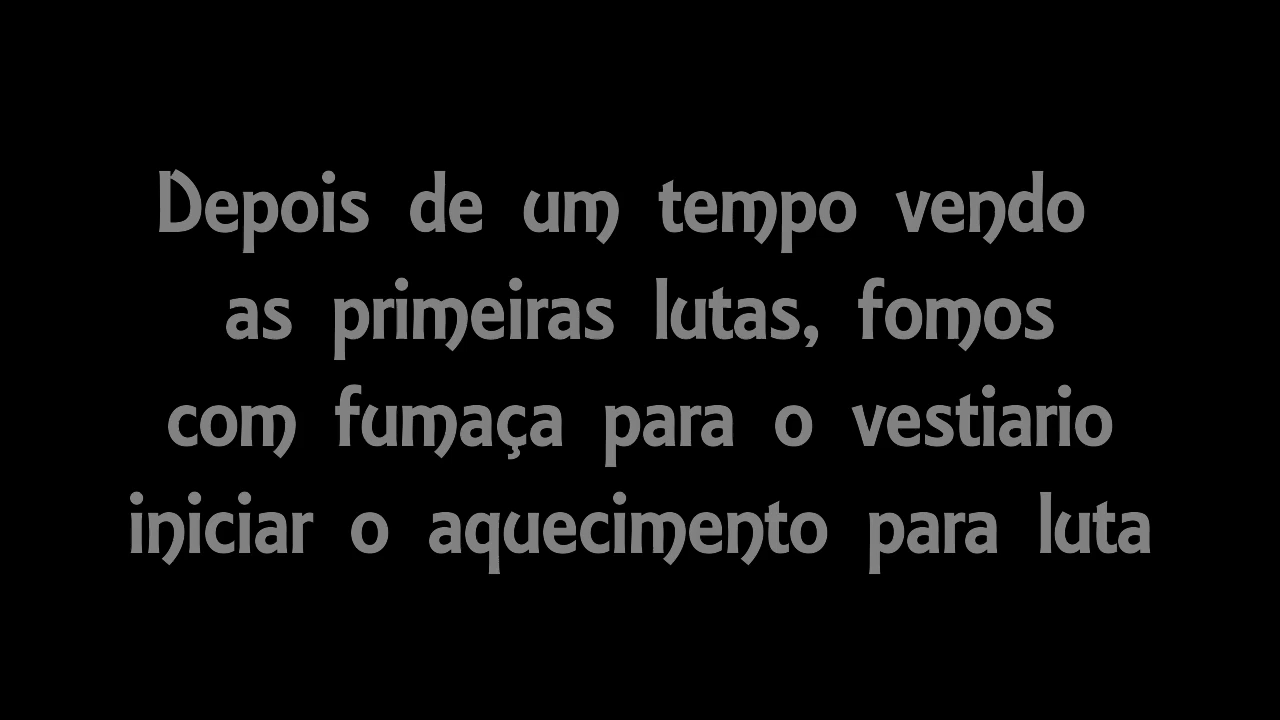 Depois de um tempo vendo
as primeiras lutas, fomos
com fumaça para o vestiario
iniciar o aquecimento para luta